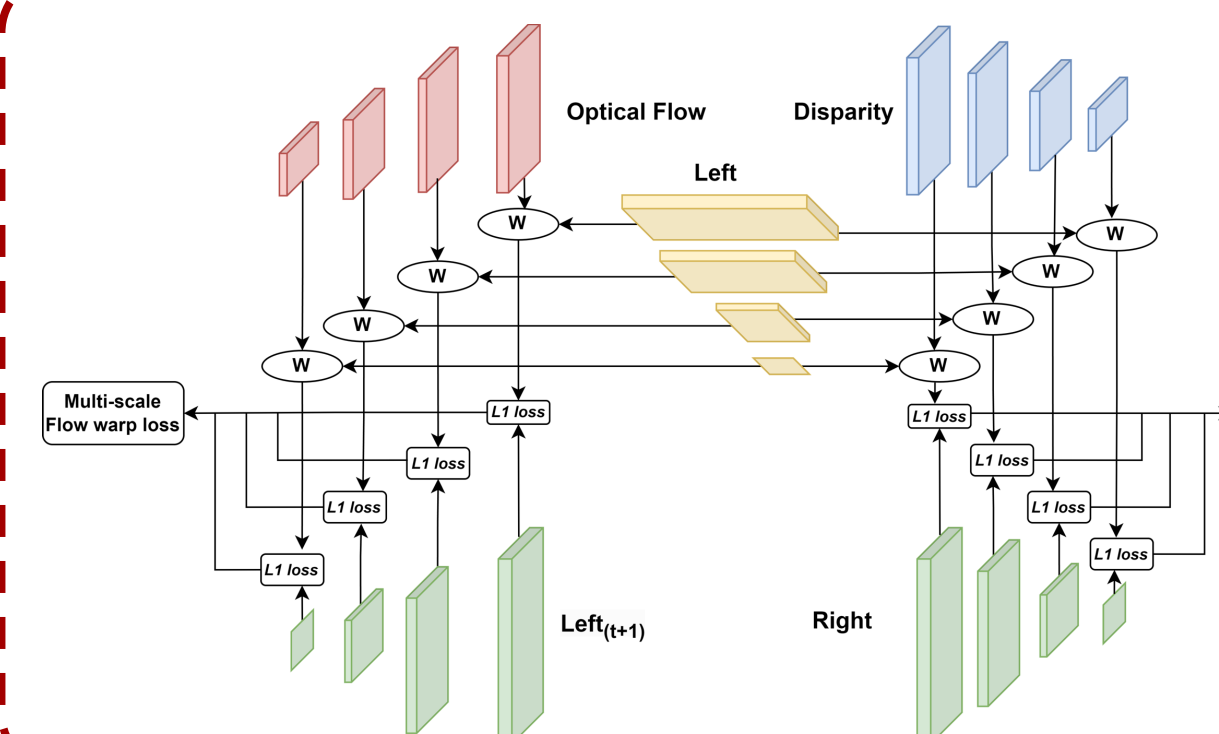 Optical Flow
Disparity
Left
W
W
W
W
W
W
W
W
Multi-scale
Flow warp loss
L1 loss
L1 loss
L1 loss
L1 loss
L1 loss
L1 loss
L1 loss
L1 loss
Left(t+1)
Right